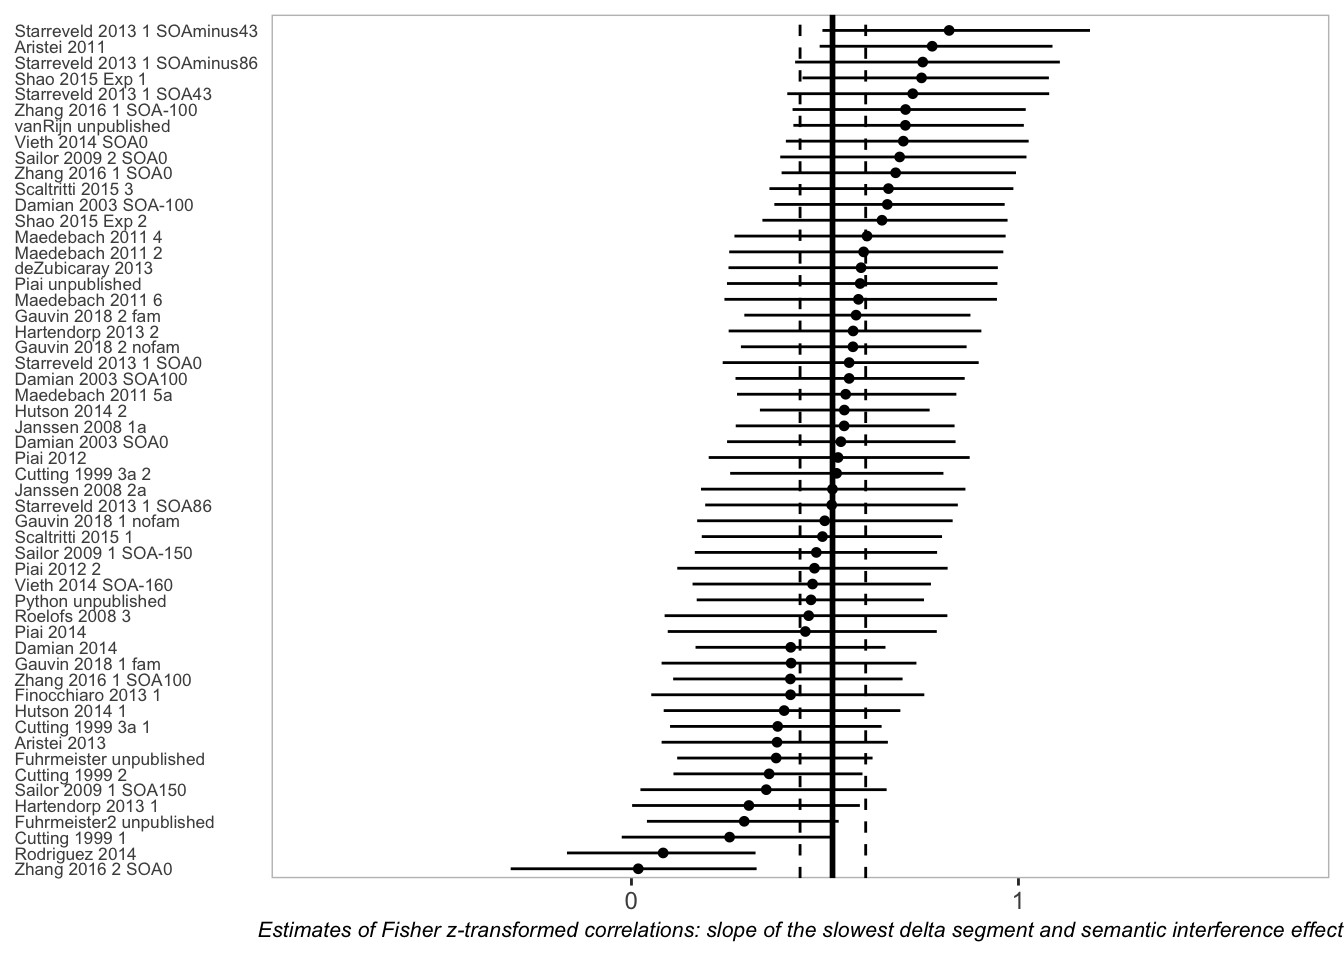 Starreveld 2013 1 SOAminus43
Aristei 2011
Starreveld 2013 1 SOAminus86
Shao 2015 Exp 1
Starreveld 2013 1 SOA43
Zhang 2016 1 SOA-100
vanRijn unpublished
Vieth 2014 SOA0
Sailor 2009 2 SOA0
Zhang 2016 1 SOA0
Scaltritti 2015 3
Damian 2003 SOA-100
Shao 2015 Exp 2
Maedebach 2011 4
Maedebach 2011 2
deZubicaray 2013
Piai unpublished
Maedebach 2011 6
Gauvin 2018 2 fam
Hartendorp 2013 2
Gauvin 2018 2 nofam
Starreveld 2013 1 SOA0
Damian 2003 SOA100
Maedebach 2011 5a
Hutson 2014 2
Janssen 2008 1a
Damian 2003 SOA0
Piai 2012
Cutting 1999 3a 2
Janssen 2008 2a
Starreveld 2013 1 SOA86
Gauvin 2018 1 nofam
Scaltritti 2015 1
Sailor 2009 1 SOA-150
Piai 2012 2
Vieth 2014 SOA-160
Python unpublished
Roelofs 2008 3
Piai 2014
Damian 2014
Gauvin 2018 1 fam
Zhang 2016 1 SOA100
Finocchiaro 2013 1
Hutson 2014 1
Cutting 1999 3a 1
Aristei 2013
Fuhrmeister unpublished
Cutting 1999 2
Sailor 2009 1 SOA150
Hartendorp 2013 1
Fuhrmeister2 unpublished
Cutting 1999 1
Rodriguez 2014
Zhang 2016 2 SOA0
0 1
Estimates of Fisher z-transformed correlations: slope of the slowest delta segment and semantic interference effect